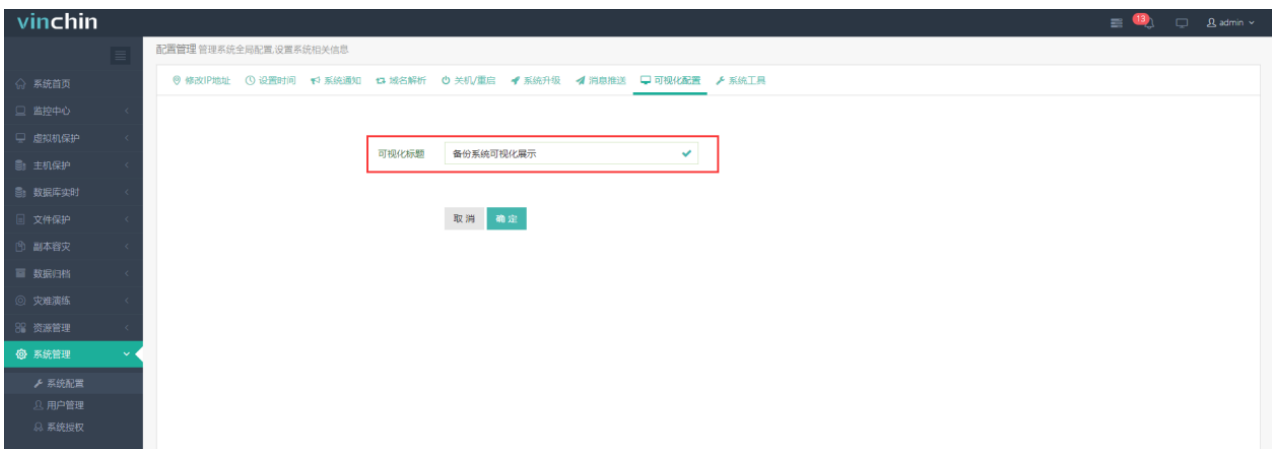 vinchin
13
admin
配置管理 管理系统全局配置,设置系统相关信息
修改IP地址 设置时间 系统通知 域名解析 关机/重启 系统升级 消息推送 可视化配置 系统工具
系统首页
监控中心
虚拟机保护
主机保护
数据库实时
文件保护
副本容灾
数据归档
灾难演练
资源管理
系统管理
系统配置
用户管理
系统授权
可视化标题 备份系统可视化展示
取消 确定